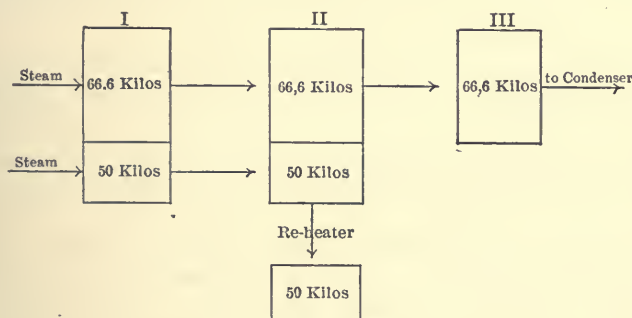 I II III
Steam 66.6 Kilos 66,6 Kilos 66,6 Kilos to Condenser
Steam 50 Kilos 50 Kilos
Re-heater
50 Kilos